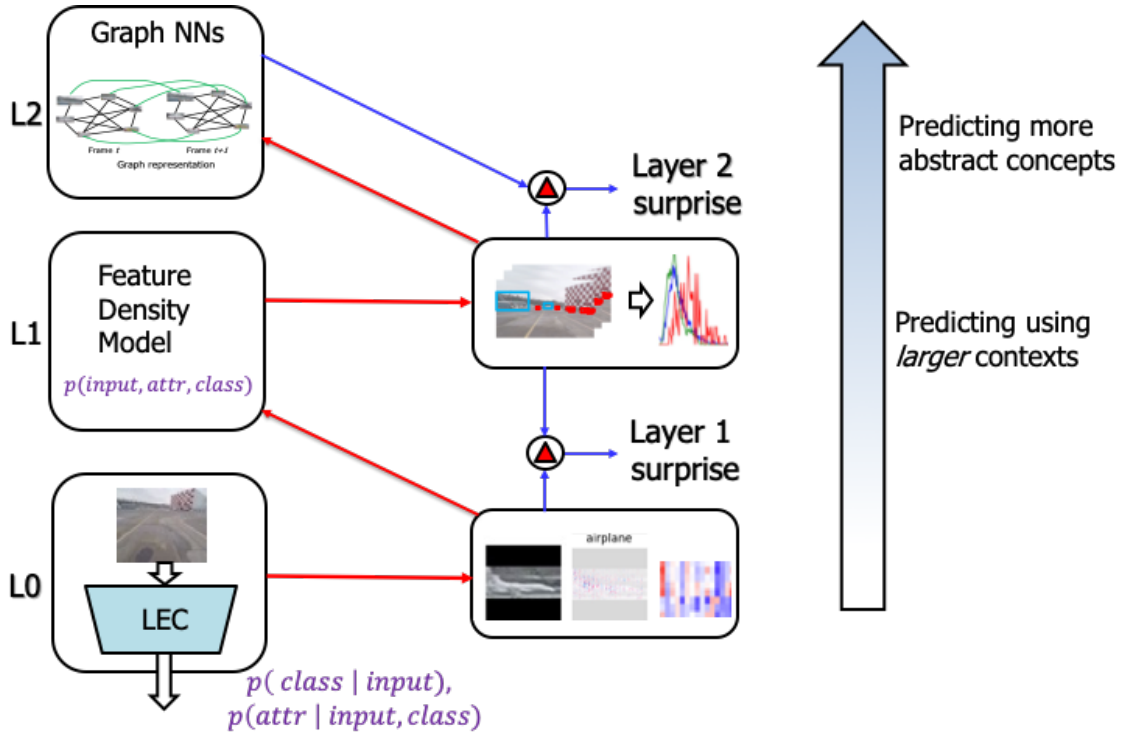 Graph NNs
L2
Frame t
Frame t+1
Graph representation
Layer 2
surprise
Predicting more
abstract concepts
Feature
Density
Model
L1
p(input, attr, class)
Predicting using
larger contexts
Layer 1
surprise
airplane
L0
LEC
p( class | input),
p(attr | input, class)